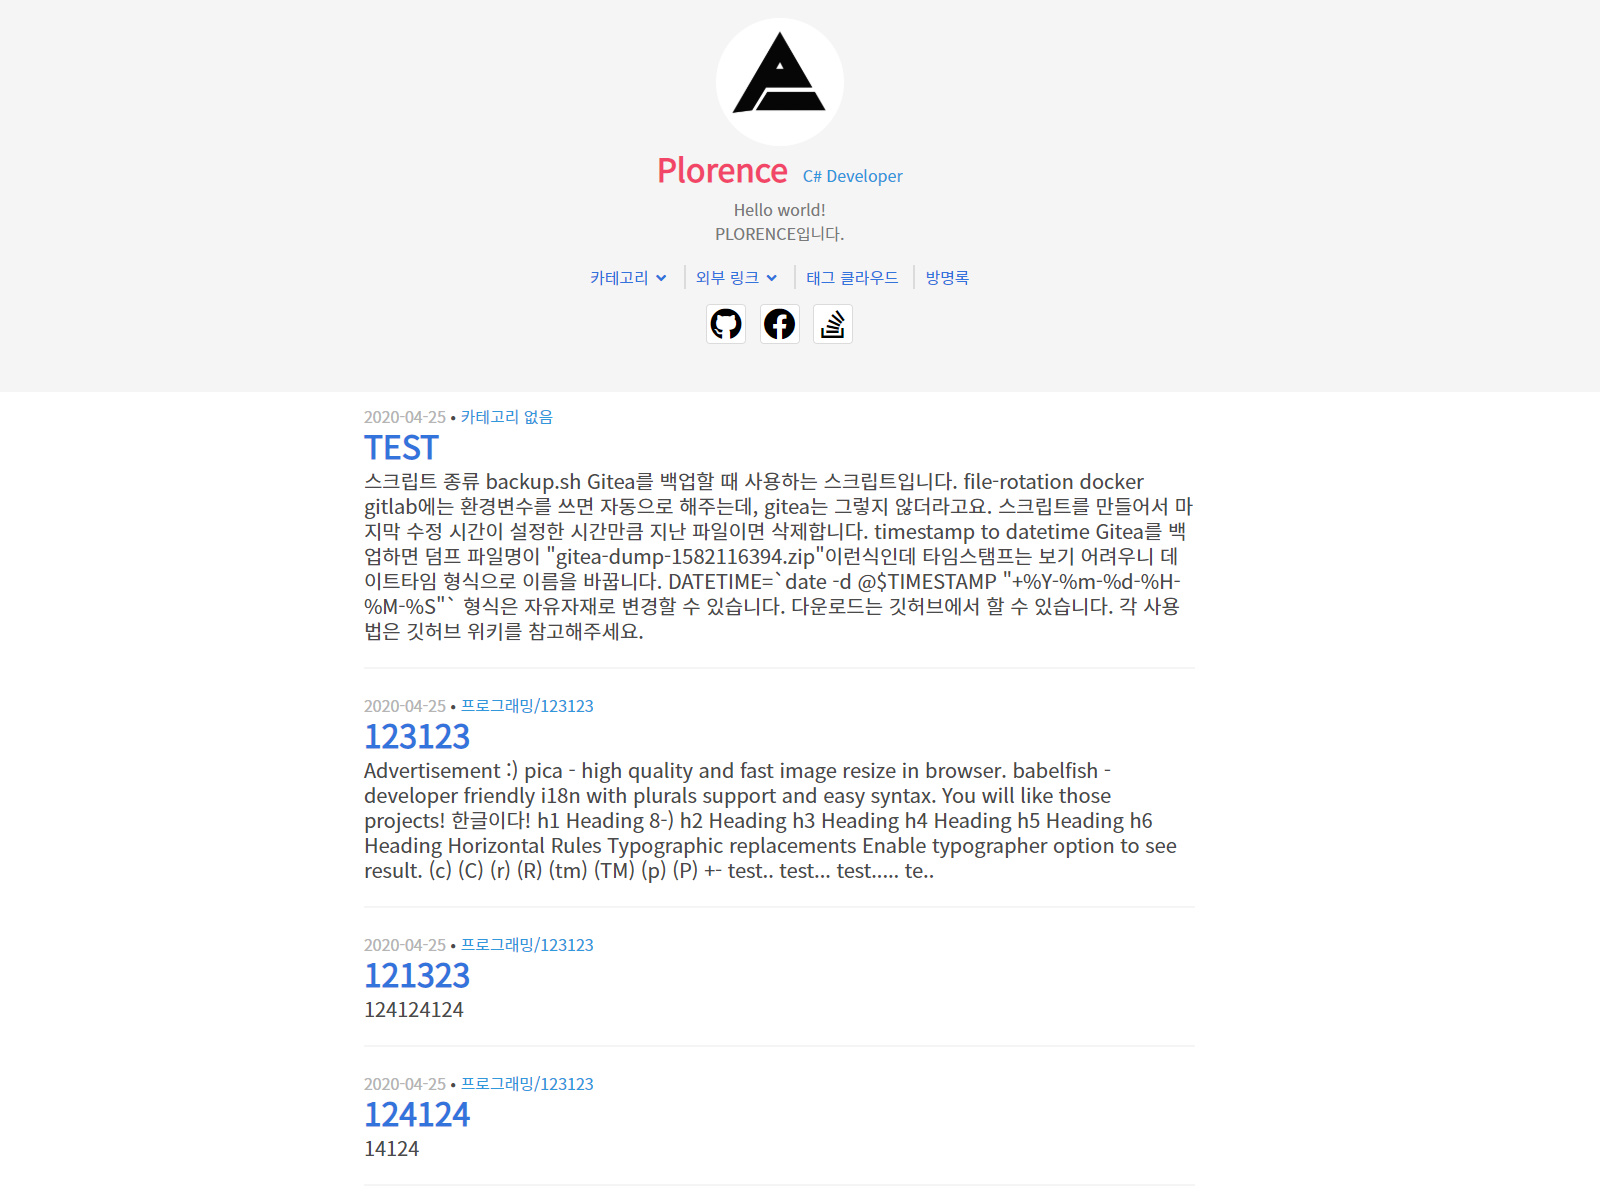 Plorence C# Developer
Hello world!
PLORENCE입니다.
카테고리 외부 링크 태그 클라우드 방명록
2020-04-25 • 카테고리 없음
TEST
스크립트 종류 backup.sh Gitea를 백업할 때 사용하는 스크립트입니다. file-rotation docker
gitlab에는 환경변수를 쓰면 자동으로 해주는데, gitea는 그렇지 않더라고요. 스크립트를 만들어서 마
지막 수정 시간이 설정한 시간만큼 지난 파일이면 삭제합니다. timestamp to datetime Gitea를 백
업하면 덤프 파일명이 "gitea-dump-1582116394.zip"이런식인데 타임스탬프는 보기 어려우니 데
이트타임 형식으로 이름을 바꿉니다. DATETIME=`date -d @$TIMESTAMP "+%Y-%m-%d-%H-
%M-%S"` 형식은 자유자재로 변경할 수 있습니다. 다운로드는 깃허브에서 할 수 있습니다. 각 사용
법은 깃허브 위키를 참고해주세요.
2020-04-25 • 프로그래밍/123123
123123
Advertisement :) pica - high quality and fast image resize in browser. babelfish -
developer friendly i18n with plurals support and easy syntax. You will like those
projects! 한글이다! h1 Heading 8-) h2 Heading h3 Heading h4 Heading h5 Heading h6
Heading Horizontal Rules Typographic replacements Enable typographer option to see
result. (c) (C) (r) (R) (tm) (TM) (p) (P) +- test.. test... test..... te..
2020-04-25 • 프로그래밍/123123
121323
124124124
2020-04-25 • 프로그래밍/123123
124124
14124